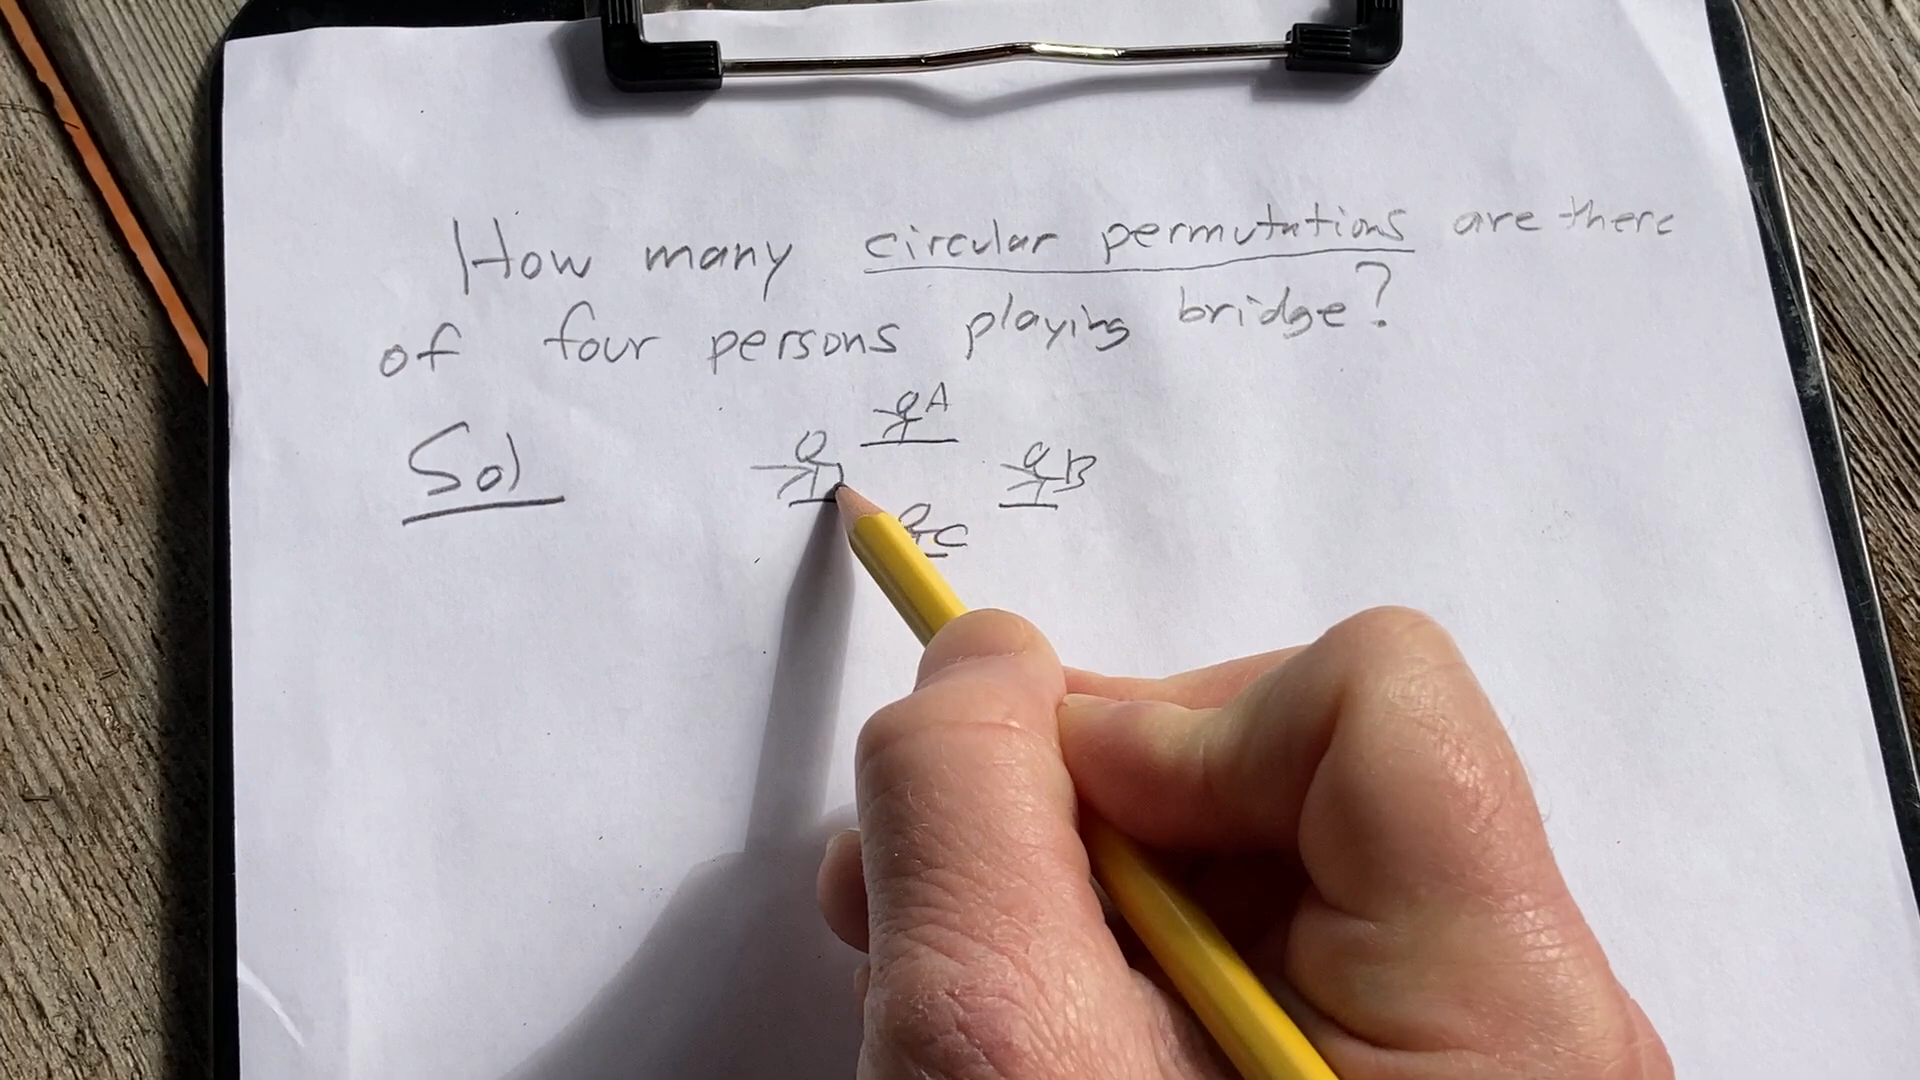 How many circular permutations are there
of four persons playing bridge?
Sol
A
B
C